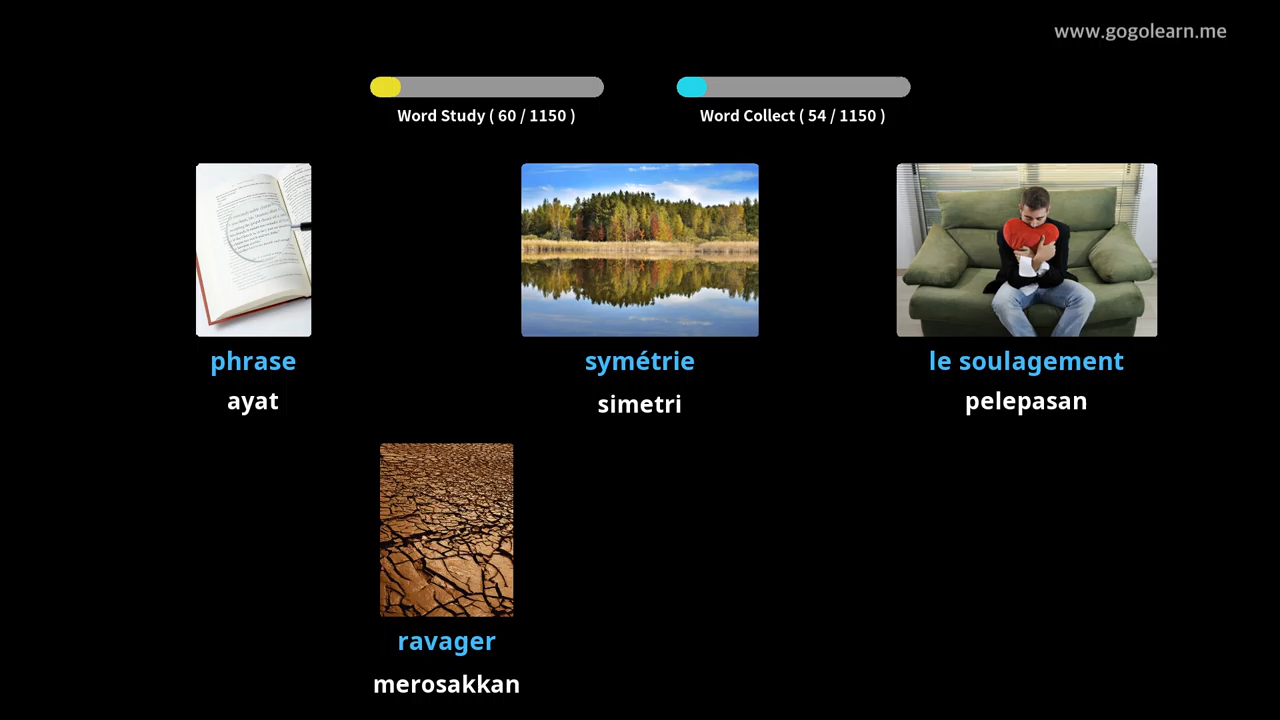 www.gogolearn.me
Word Study ( 60 / 1150 )
Word Collect ( 54 / 1150 )
phrase
symétrie
le soulagement
ayat
simetri
pelepasan
ravager
merosakkan